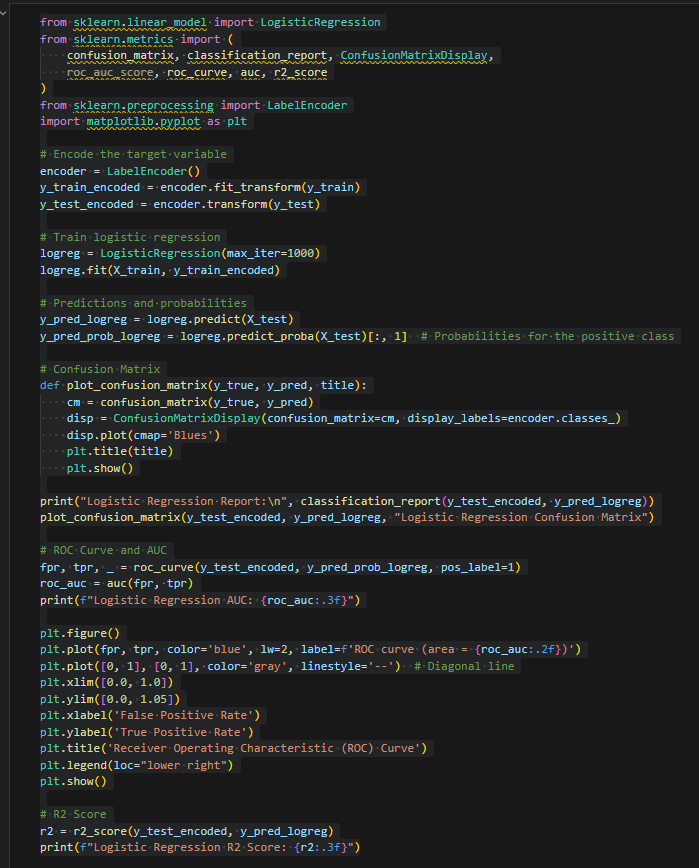 from sklearn.linear_model import LogisticRegression
from sklearn.metrics import (
    confusion_matrix, classification_report, ConfusionMatrixDisplay,
    roc_auc_score, roc_curve, auc, r2_score
)
from sklearn.preprocessing import LabelEncoder
import matplotlib.pyplot as plt

# Encode the target variable
encoder = LabelEncoder()
y_train_encoded = encoder.fit_transform(y_train)
y_test_encoded = encoder.transform(y_test)

# Train logistic regression
logreg = LogisticRegression(max_iter=1000)
logreg.fit(X_train, y_train_encoded)

# Predictions and probabilities
y_pred_logreg = logreg.predict(X_test)
y_pred_prob_logreg = logreg.predict_proba(X_test)[:, 1]  # Probabilities for the positive class

# Confusion Matrix
def plot_confusion_matrix(y_true, y_pred, title):
    cm = confusion_matrix(y_true, y_pred)
    disp = ConfusionMatrixDisplay(confusion_matrix=cm, display_labels=encoder.classes_)
    disp.plot(cmap='Blues')
    plt.title(title)
    plt.show()

print("Logistic Regression Report:\n", classification_report(y_test_encoded, y_pred_logreg))
plot_confusion_matrix(y_test_encoded, y_pred_logreg, "Logistic Regression Confusion Matrix")

# ROC Curve and AUC
fpr, tpr, _ = roc_curve(y_test_encoded, y_pred_prob_logreg, pos_label=1)
roc_auc = auc(fpr, tpr)
print(f"Logistic Regression AUC: {roc_auc:.3f}")

plt.figure()
plt.plot(fpr, tpr, color='blue', lw=2, label=f'ROC curve (area = {roc_auc:.2f})')
plt.plot([0, 1], [0, 1], color='gray', linestyle='--')  # Diagonal line
plt.xlim([0.0, 1.0])
plt.ylim([0.0, 1.05])
plt.xlabel('False Positive Rate')
plt.ylabel('True Positive Rate')
plt.title('Receiver Operating Characteristic (ROC) Curve')
plt.legend(loc="lower right")
plt.show()

# R2 Score
r2 = r2_score(y_test_encoded, y_pred_logreg)
print(f"Logistic Regression R2 Score: {r2:.3f}")